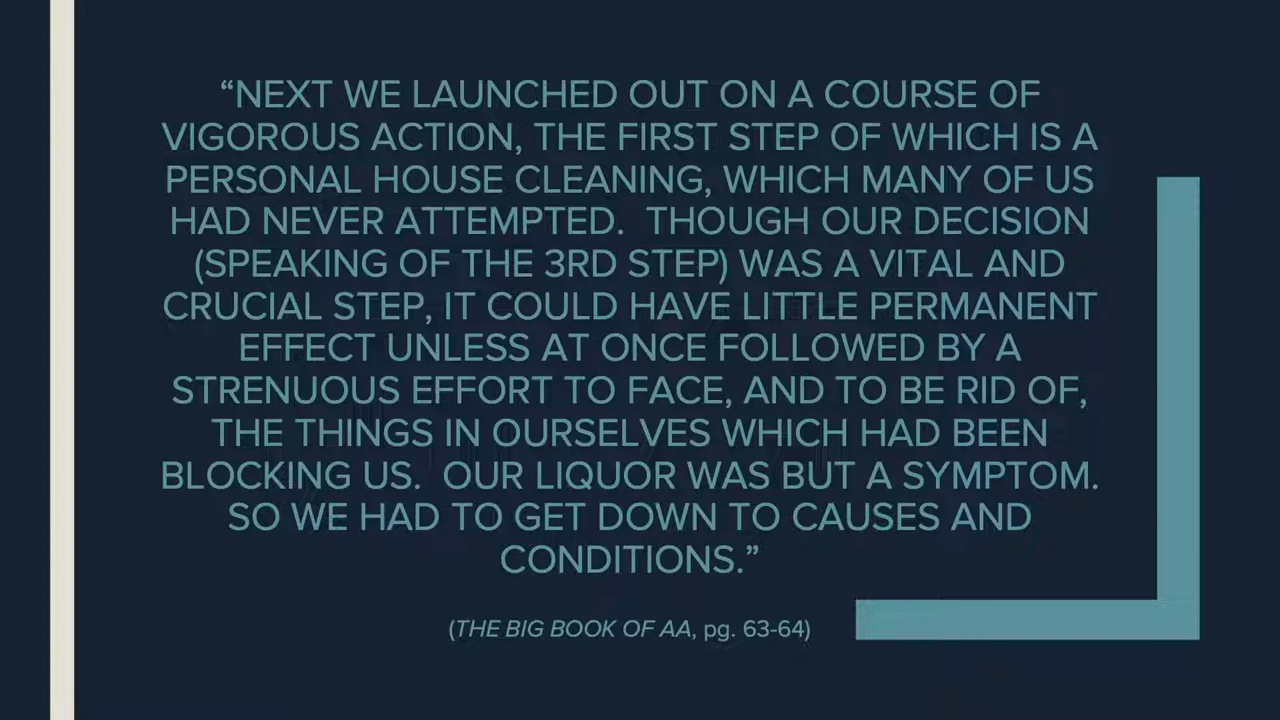 “NEXT WE LAUNCHED OUT ON A COURSE OF
VIGOROUS ACTION, THE FIRST STEP OF WHICH IS A
PERSONAL HOUSE CLEANING, WHICH MANY OF US
HAD NEVER ATTEMPTED.  THOUGH OUR DECISION
(SPEAKING OF THE 3RD STEP) WAS A VITAL AND
CRUCIAL STEP, IT COULD HAVE LITTLE PERMANENT
EFFECT UNLESS AT ONCE FOLLOWED BY A
STRENUOUS EFFORT TO FACE, AND TO BE RID OF,
THE THINGS IN OURSELVES WHICH HAD BEEN
BLOCKING US.  OUR LIQUOR WAS BUT A SYMPTOM.
SO WE HAD TO GET DOWN TO CAUSES AND
CONDITIONS.”
(THE BIG BOOK OF AA, pg. 63-64)